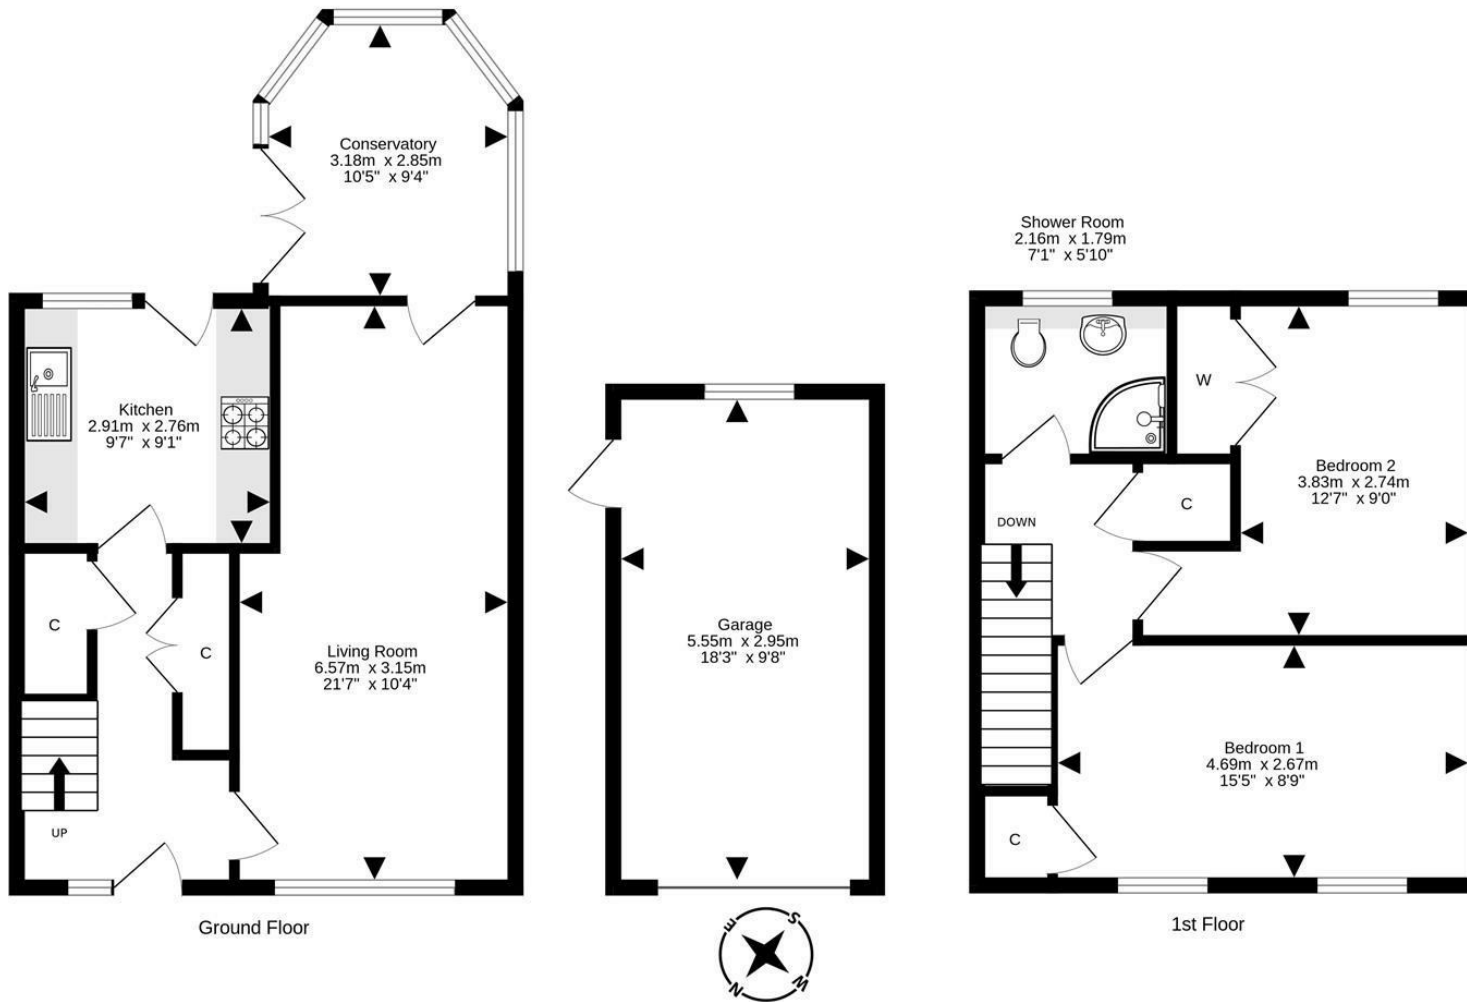 Conservatory
3.18m x 2.85m
10'5" x 9'4"
Kitchen
2.91m x 2.76m
9'7" x 9'1"
C
C
Living Room
6.57m x 3.15m
21'7" x 10'4"
UP
Ground Floor
Garage
5.55m x 2.95m
18'3" x 9'8"
E
S
N
W
Shower Room
2.16m x 1.79m
7'1" x 5'10"
W
Bedroom 2
3.83m x 2.74m
12'7" x 9'0"
C
DOWN
Bedroom 1
4.69m x 2.67m
15'5" x 8'9"
C
1st Floor